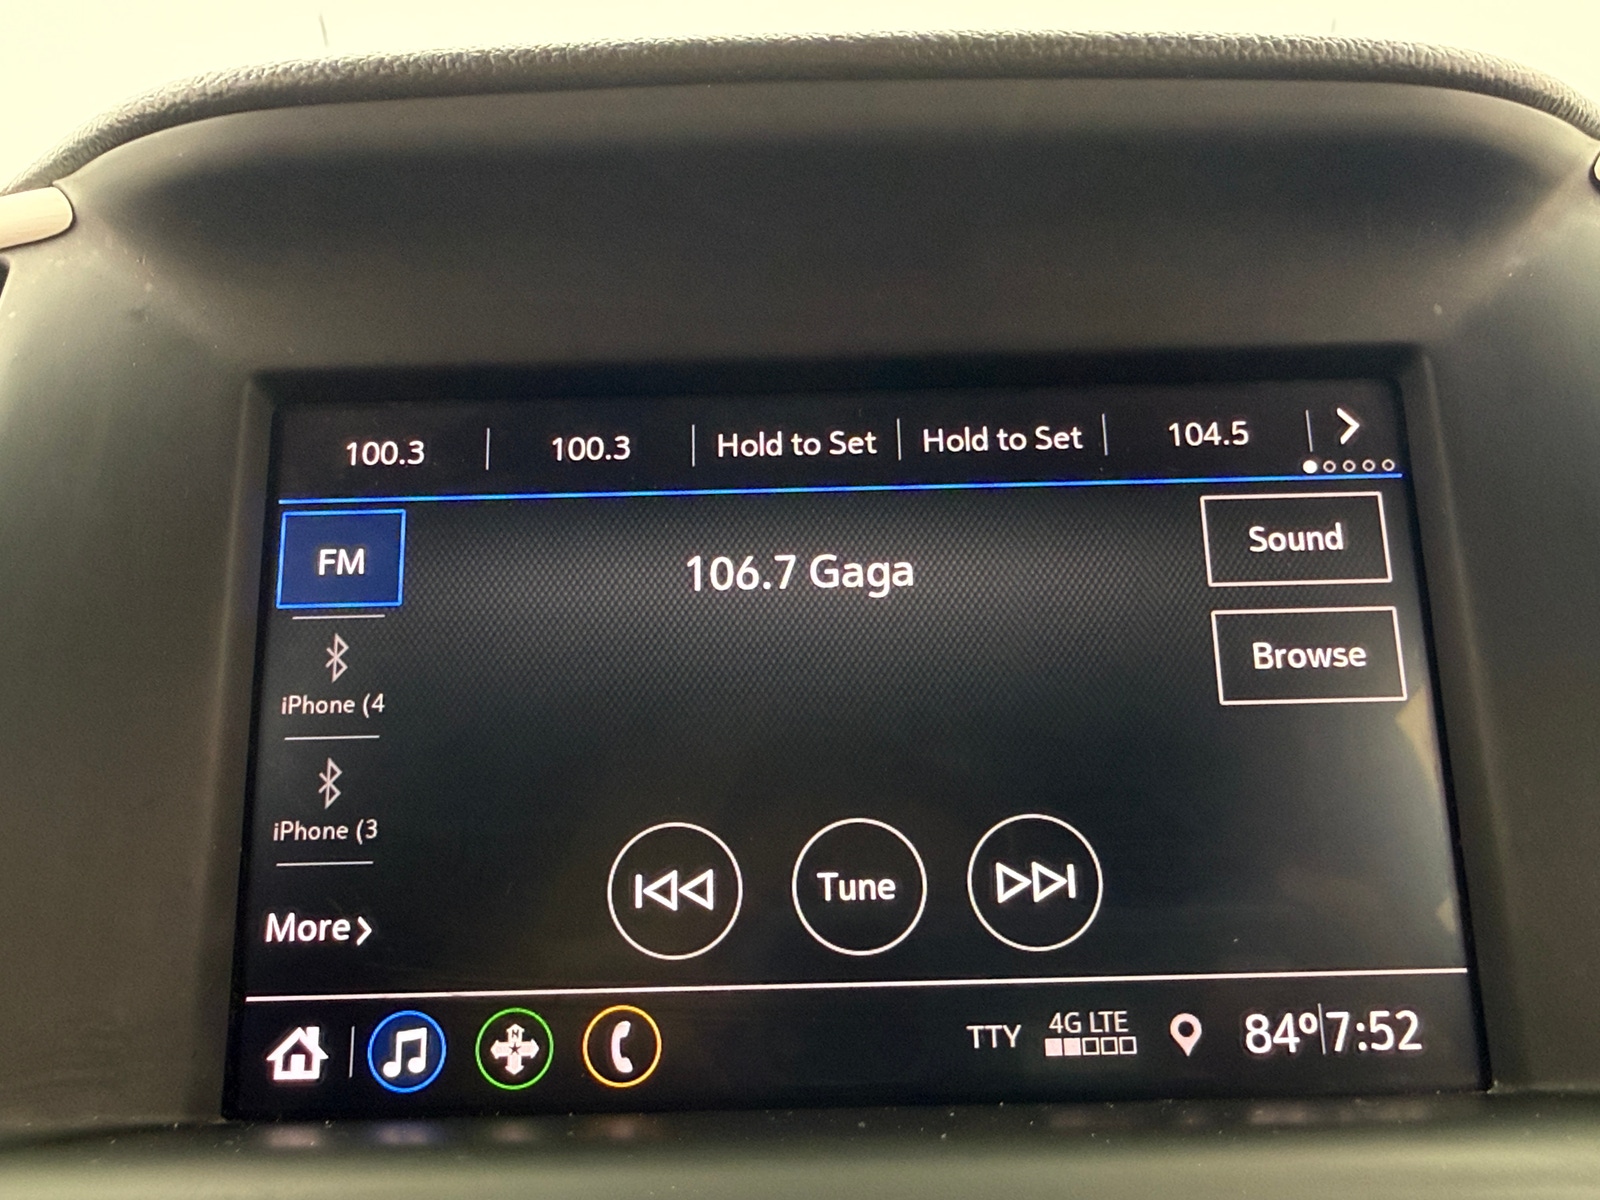 100.3 100.3 Hold to Set Hold to Set 104.5
FM
106.7 Gaga
Sound
Browse
iPhone (4
iPhone (3
More
Tune
N
TTY 4G LTE 84º 7:52